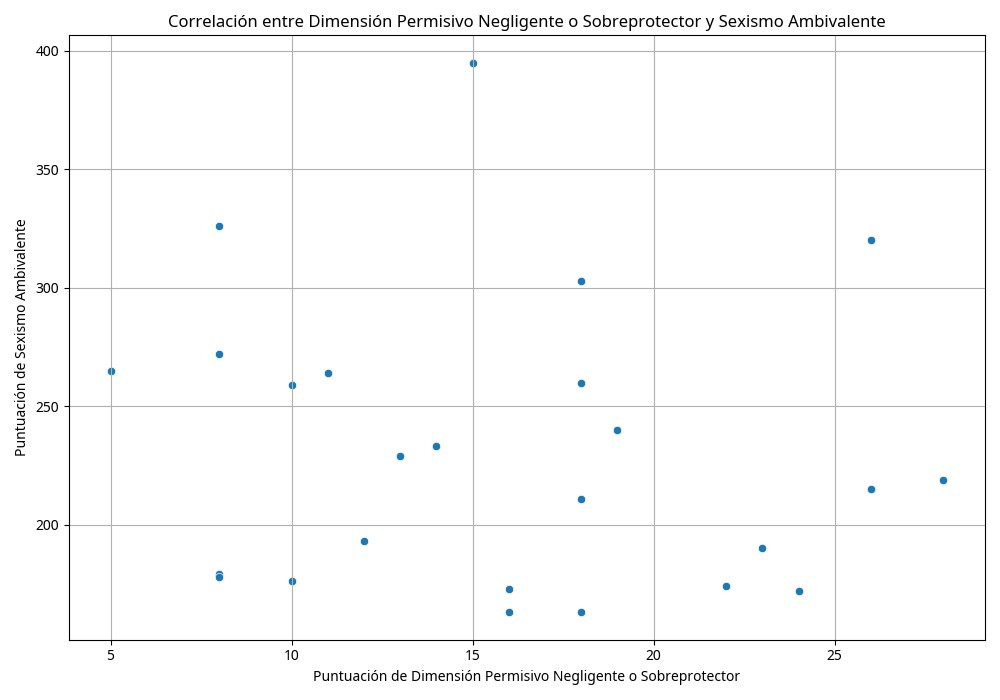 Correlación entre Dimensión Permisivo Negligente o Sobreprotector y Sexismo Ambivalente
400
350
300
250
200
Puntuación de Sexismo Ambivalente
5 10 15 20 25
Puntuación de Dimensión Permisivo Negligente o Sobreprotector